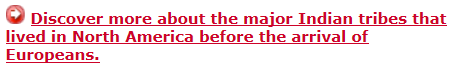 Discover more about the major Indian tribes that
lived in North America before the arrival of
Europeans.